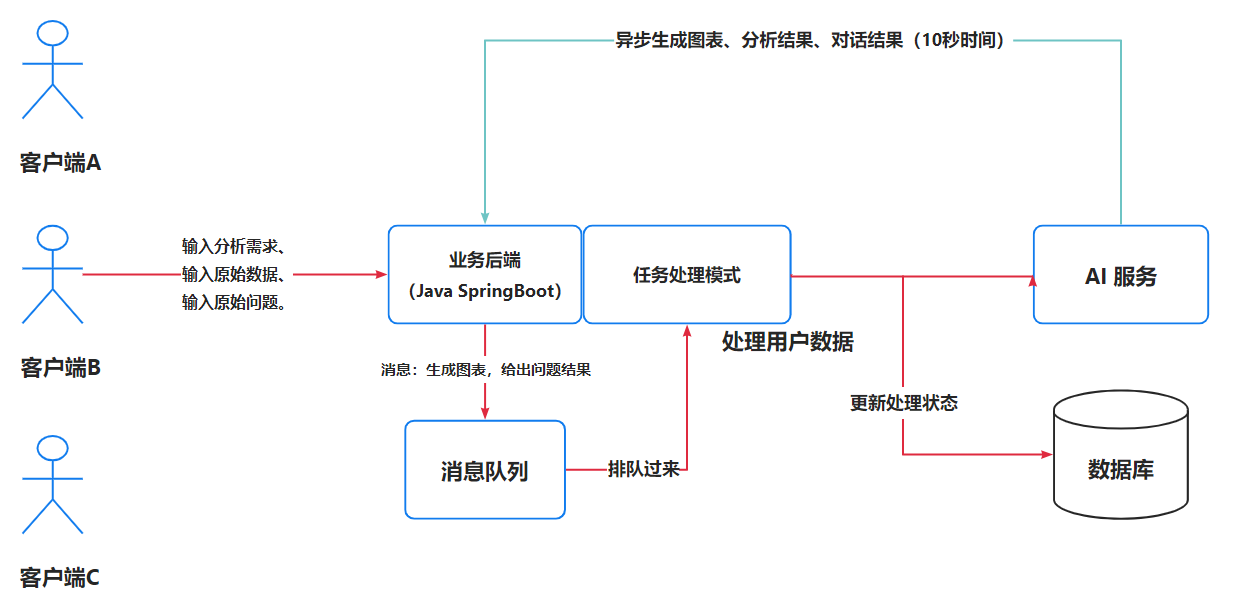 异步生成图表、分析结果、对话结果（10秒时间）
客户端A
输入分析需求、
输入原始数据、
输入原始问题。
业务后端
（Java SpringBoot）
任务处理模式
AI 服务
处理用户数据
客户端B
消息：生成图表，给出问题结果
更新处理状态
消息队列
排队过来
数据库
客户端C